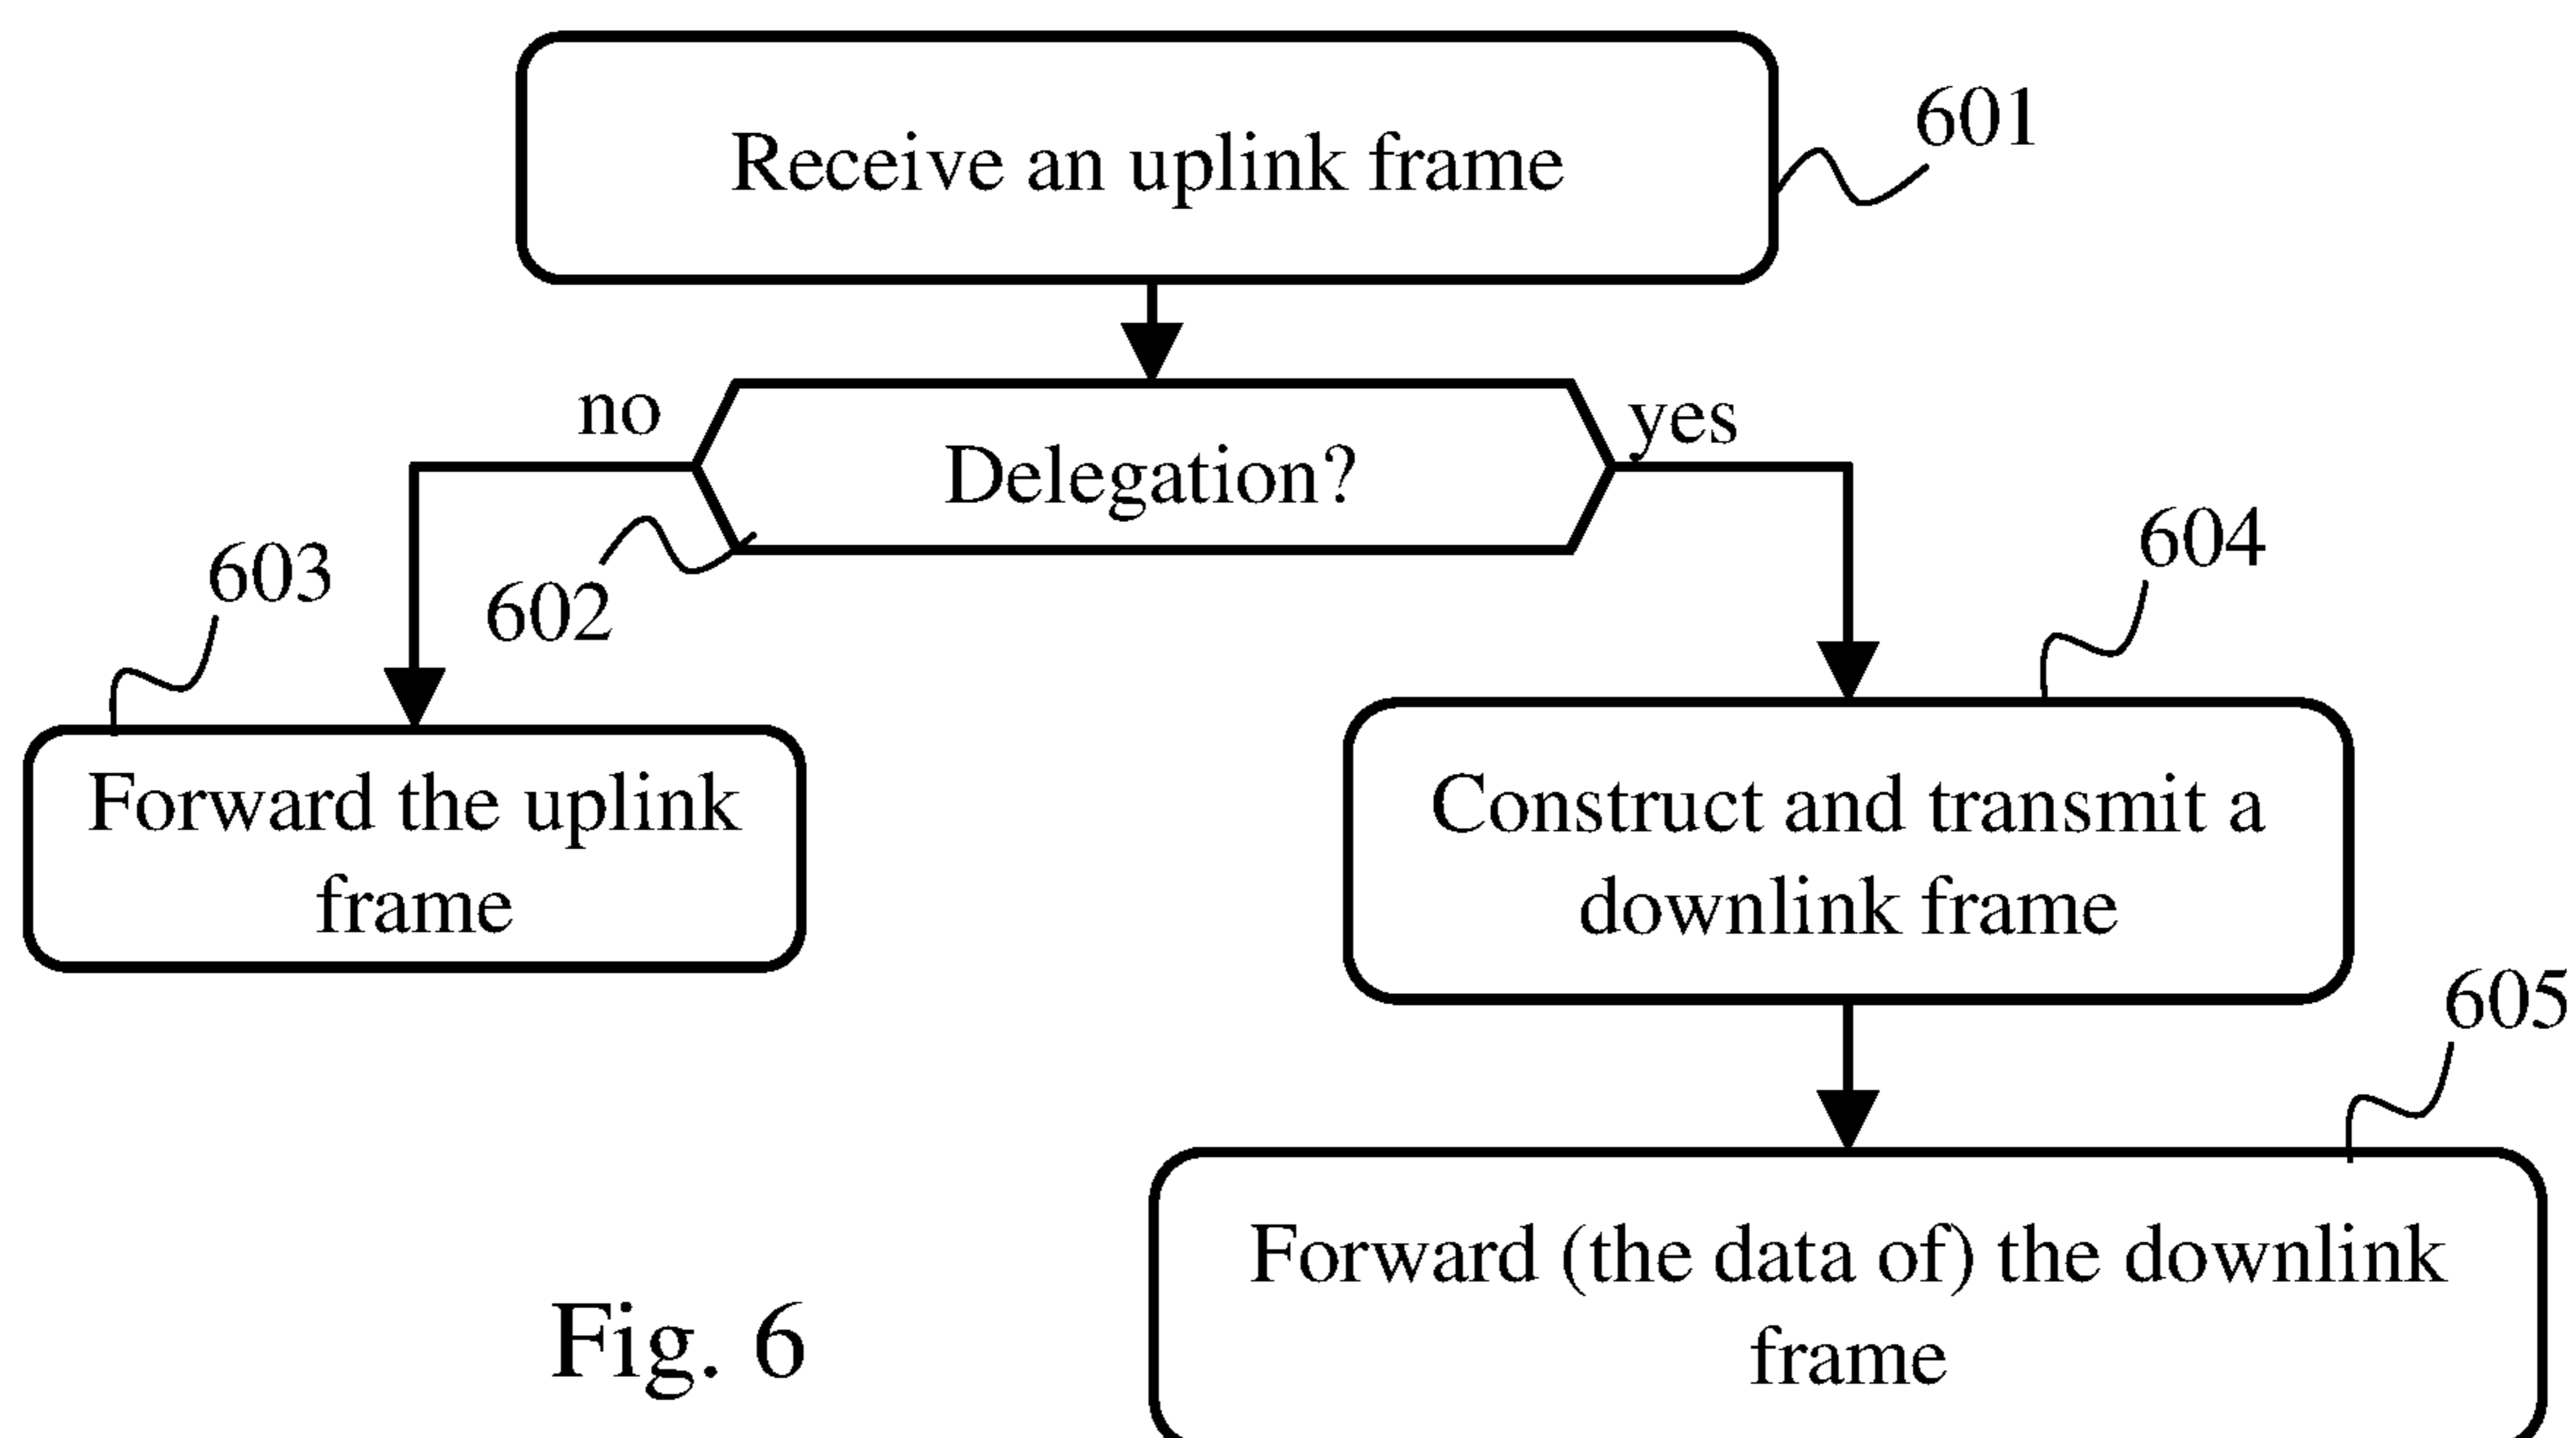 Receive an uplink frame
601
no
Delegation?
yes
602
603
604
Forward the uplink
frame
Construct and transmit a
downlink frame
605
Forward (the data of) the downlink
frame
Fig. 6